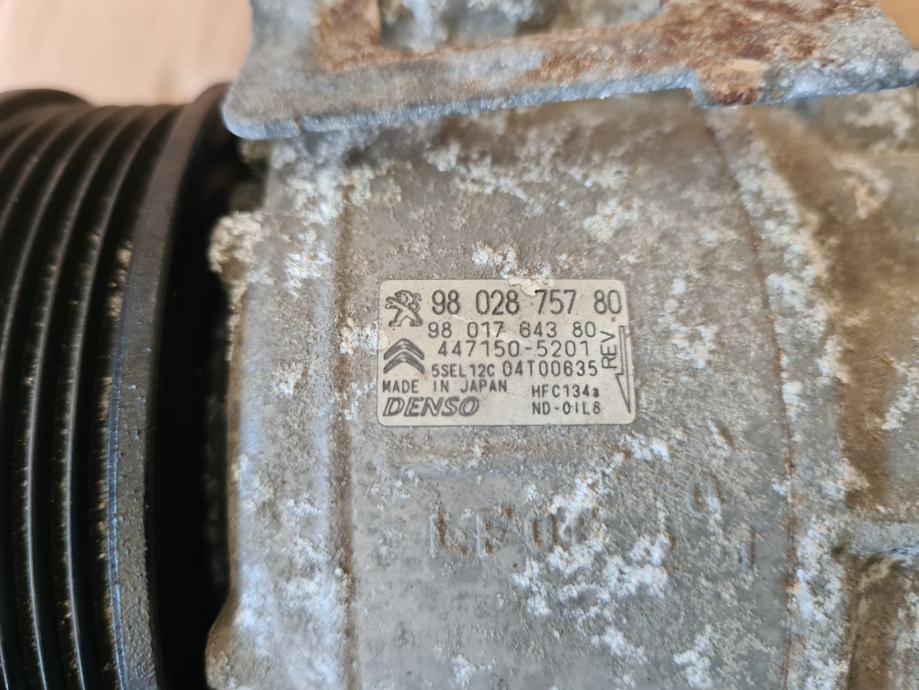 98 028 757 80
98 017 643 80
447150-5201
REV
5SEL12C 04T00635
MADE IN JAPAN HFC134a
DENSO ND-OIL8